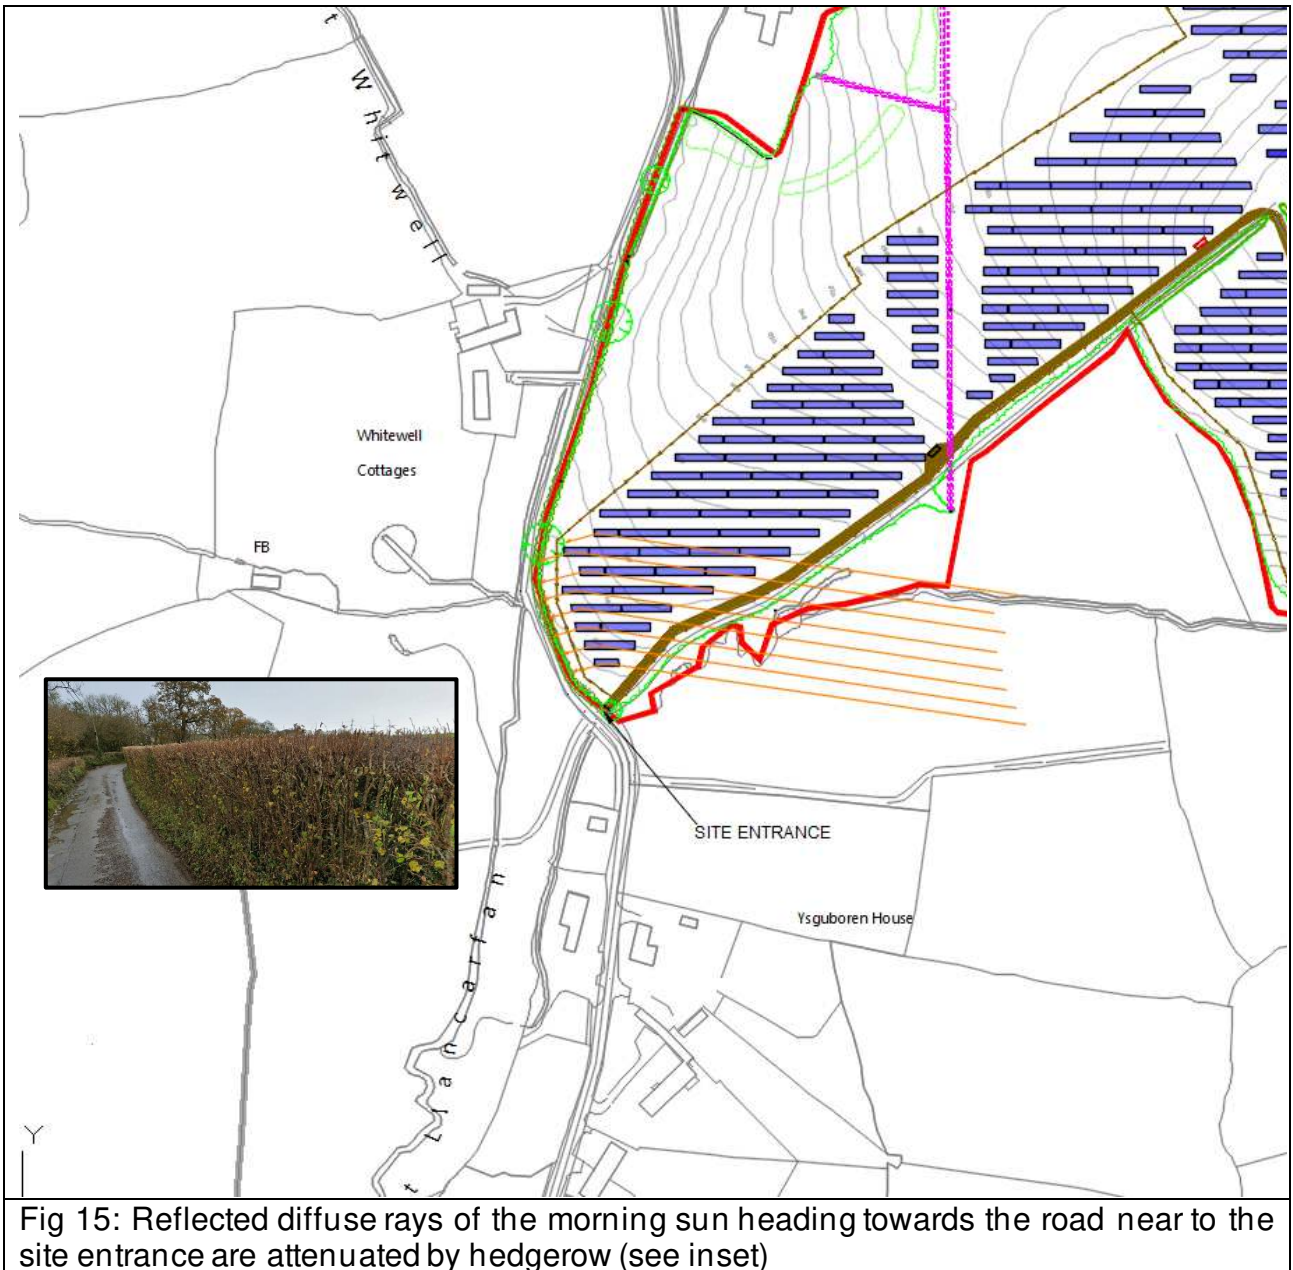 t
Whitwell
Whitewell
Cottages
FB
SITE ENTRANCE
Ysguboren House
t Llancarfan
Y
Fig 15: Reflected diffuse rays of the morning sun heading towards the road near to the
site entrance are attenuated by hedgerow (see inset)